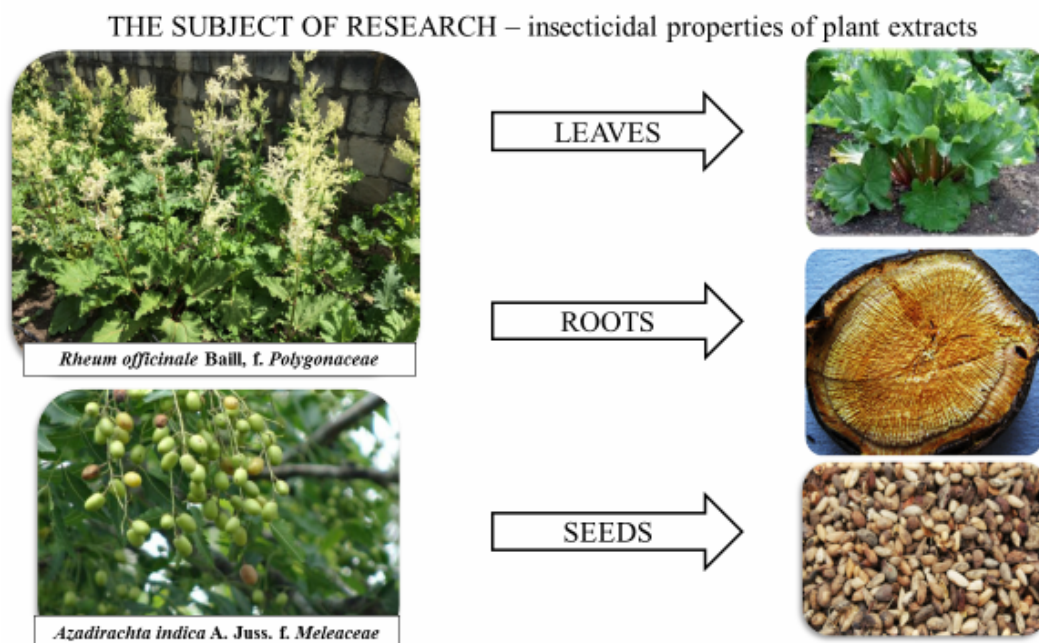 THE SUBJECT OF RESEARCH – insecticidal properties of plant extracts
LEAVES
Rheum officinale Baill, f. Polygonaceae
ROOTS
SEEDS
Azadirachta indica A. Juss. f. Meleaceae